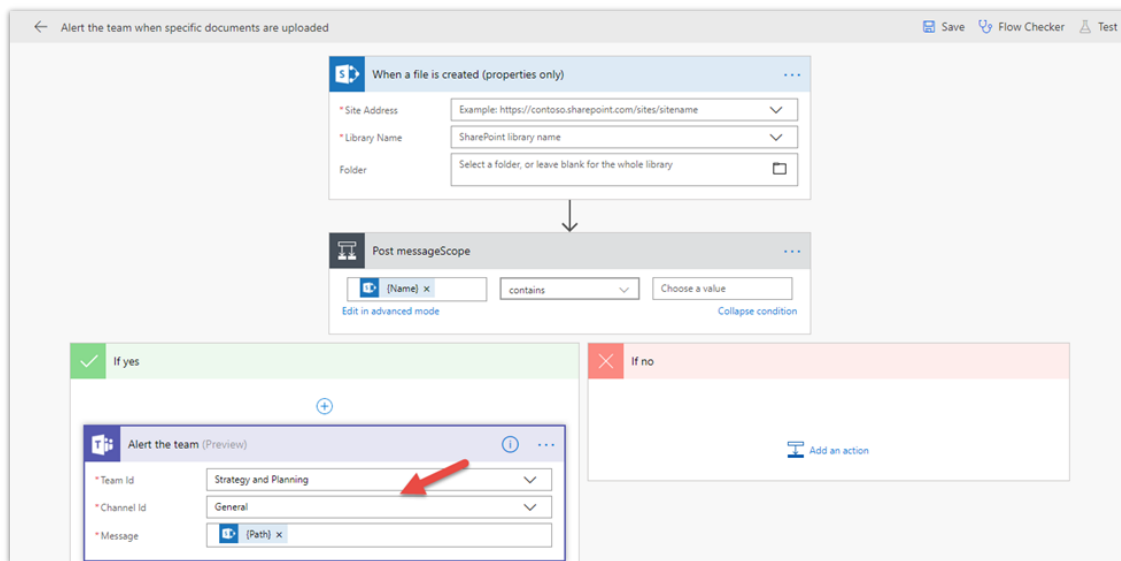 Alert the team when specific documents are uploaded
Save Flow Checker Test
When a file is created (properties only)
*Site Address Example: https://contoso.sharepoint.com/sites/sitename
*Library Name SharePoint library name
Folder Select a folder, or leave blank for the whole library
Post messageScope
{Name} x contains Choose a value
Edit in advanced mode Collapse condition
If yes
If no
Alert the team (Preview)
*Team Id Strategy and Planning
*Channel Id General
*Message {Path} x
Add an action